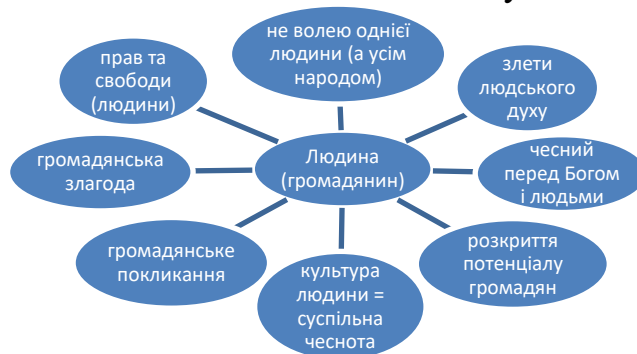 не волею однієї
людини (а усім
народом)
злети
людського
духу
чесний
перед Богом
і людьми
розкриття
потенціалу
громадян
культура
людини =
суспільна
чеснота
громадянське
покликання
громадянська
злагода
прав та
свободи
(людини)
Людина
(громадянин)